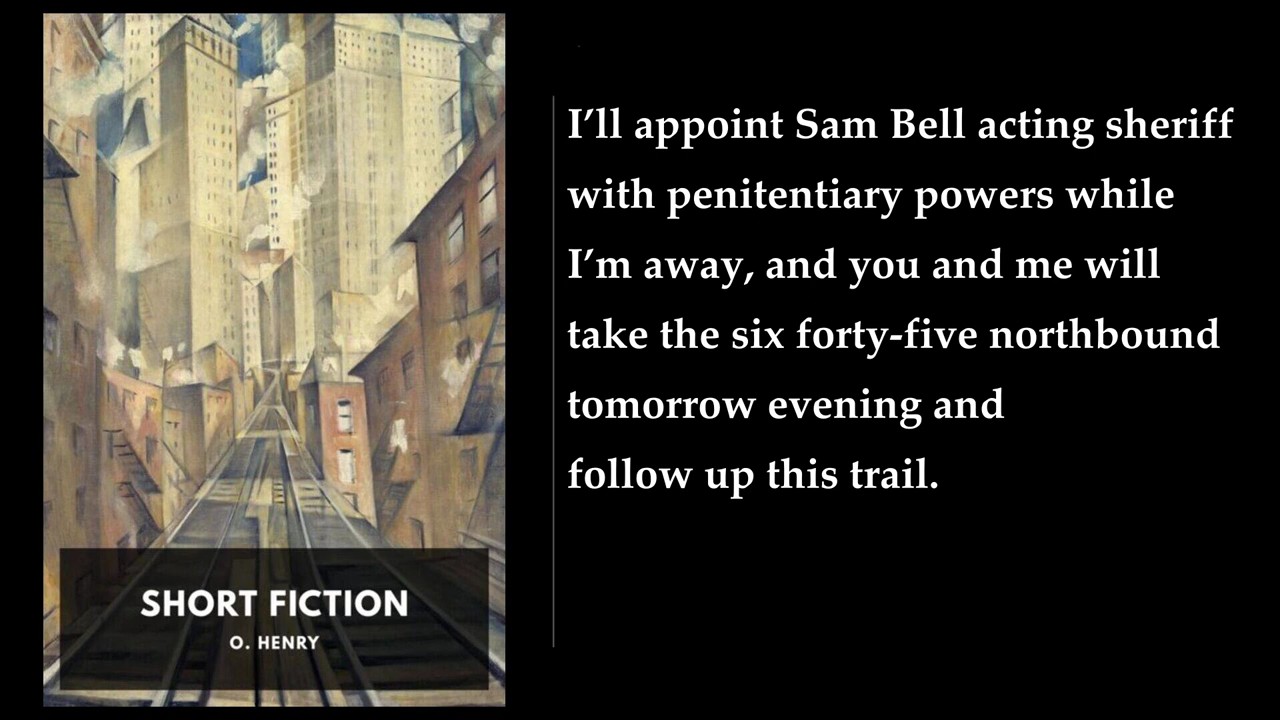 SHORT FICTION
O. HENRY
I’ll appoint Sam Bell acting sheriff
with penitentiary powers while
I’m away, and you and me will
take the six forty-five northbound
tomorrow evening and
follow up this trail.